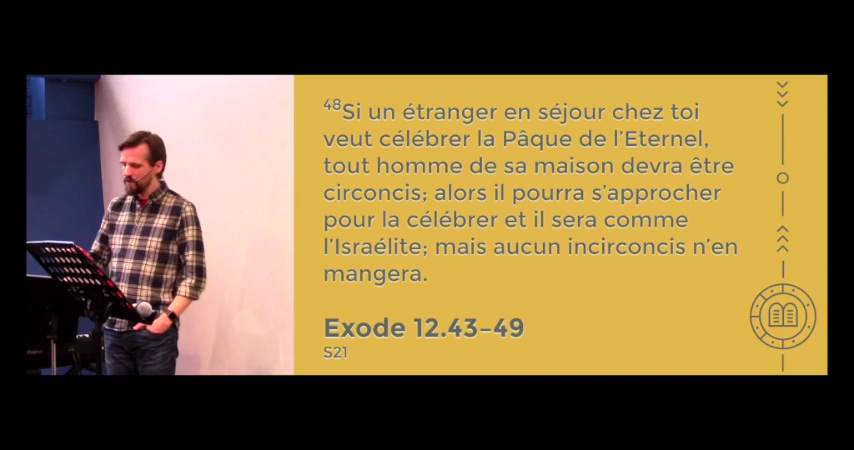 48Si un étranger en séjour chez toi
veut célébrer la Pâque de l'Eternel,
tout homme de sa maison devra être
circoncis; alors il pourra s'approcher
pour la célébrer et il sera comme
l'Israélite; mais aucun incirconcis n'en
mangera.
Exode 12.43–49
S21